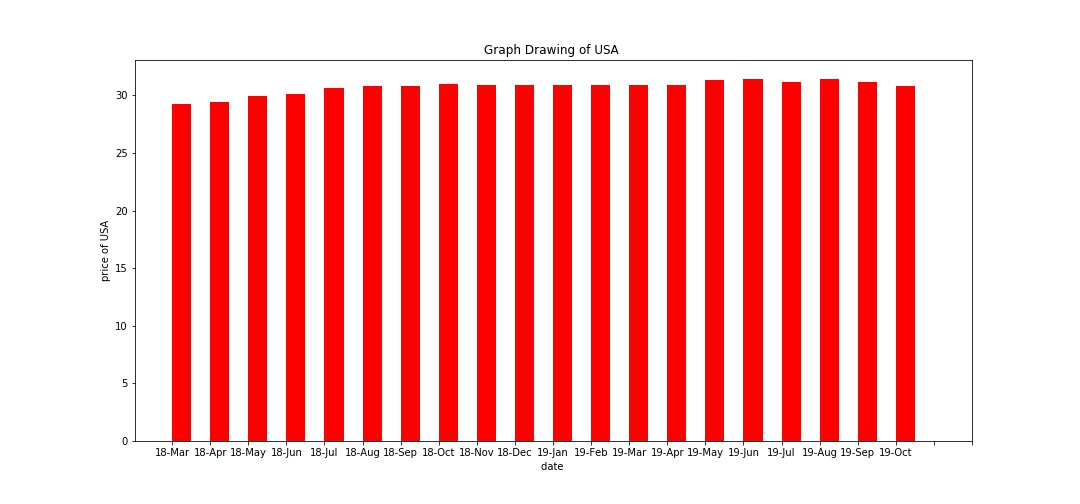 Graph Drawing of USA
30
25
20
15
10
5
0
price of USA
18-Mar 18-Apr 18-May 18-Jun 18-Jul 18-Aug 18-Sep 18-Oct 18-Nov 18-Dec 19-Jan 19-Feb 19-Mar 19-Apr 19-May 19-Jun 19-Jul 19-Aug 19-Sep 19-Oct
date